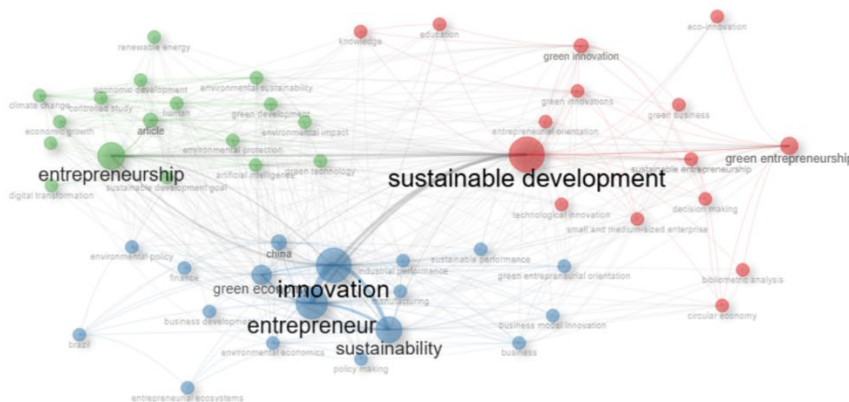 eco-innovation
education
knowledge
renewable energy
green innovation
economic development
environmental sustainability
climate change
controlled study
human
green development
green innovations
green business
economic growth
article
environmental impact
entrepreneurial orientation
environmental protection
green entrepreneurship
entrepreneurship
artificial intelligence
green technology
sustainable development
sustainable entrepreneurship
digital transformation
sustainable development goal
technological innovation
decision making
small and medium-sized enterprise
china
environmental policy
sustainable performance
finance
industrial performance
green entrepreneurial orientation
bibliometric analysis
innovation
business development
entrepreneur
business model innovation
circular economy
brazil
environmental economics
sustainability
business
policy making
entrepreneurial ecosystems